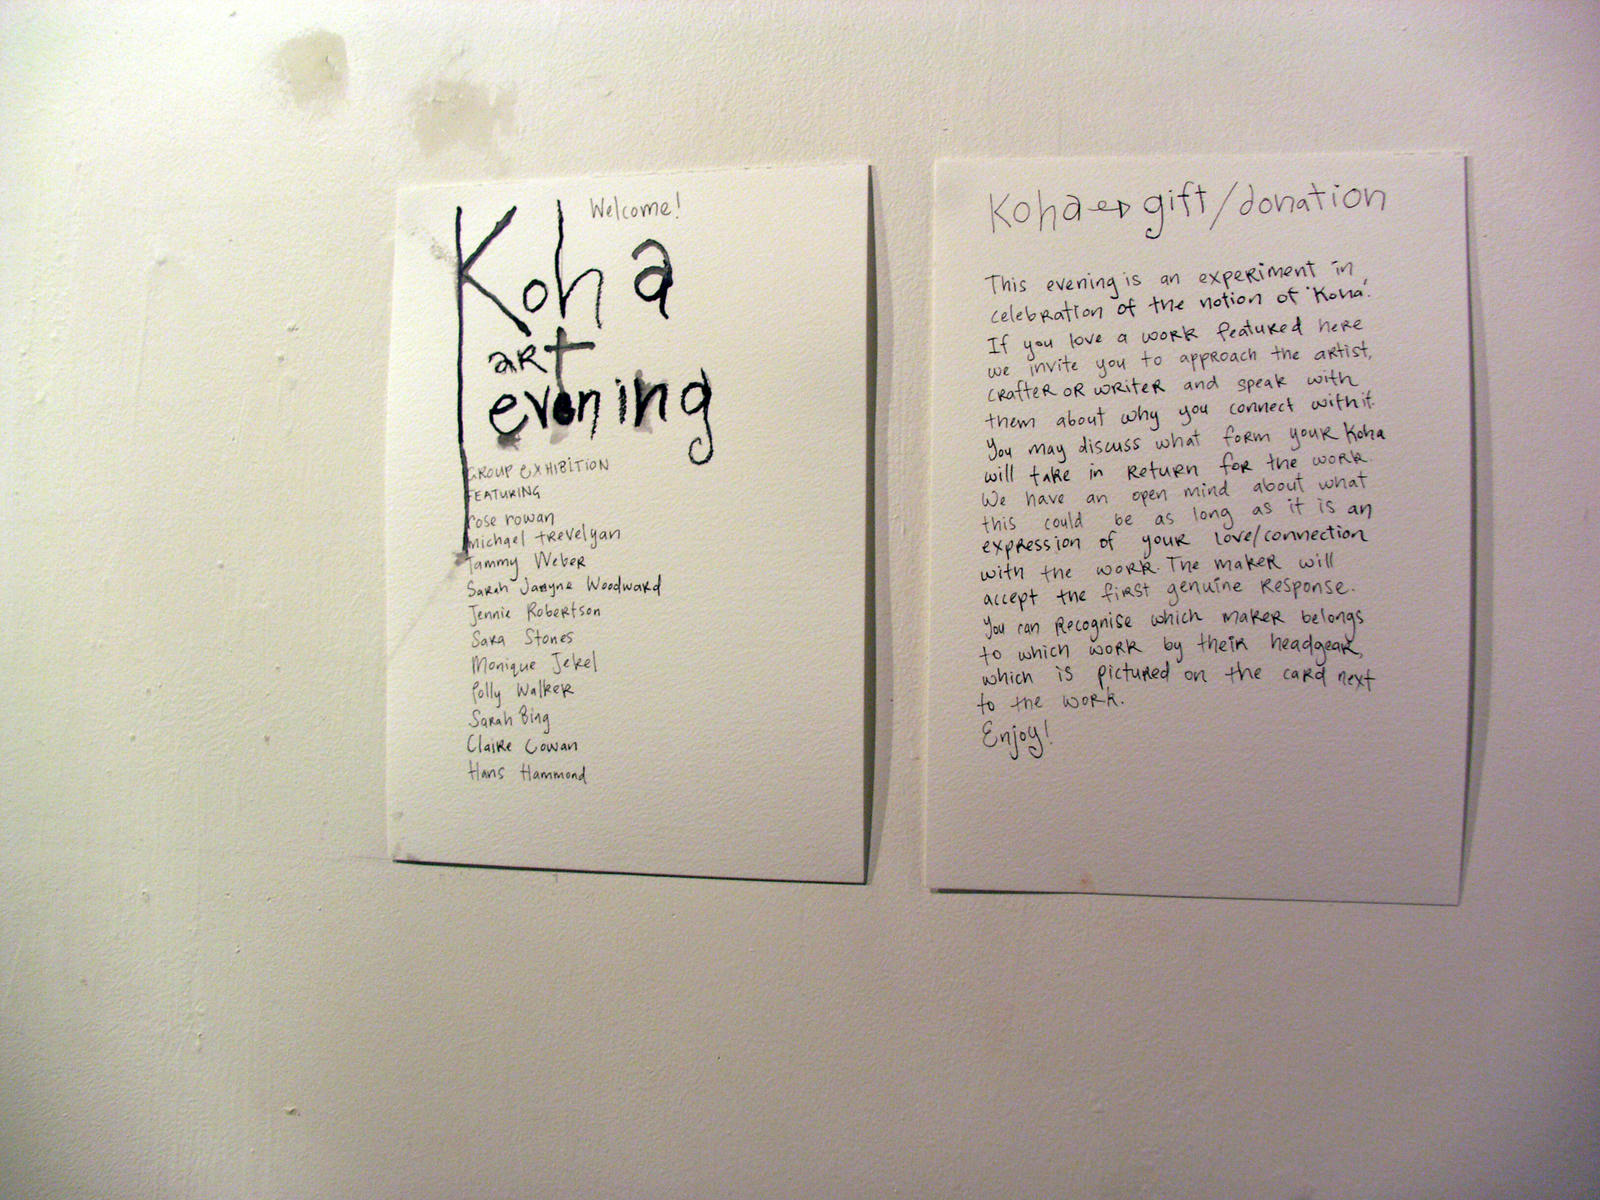 Welcome!
Koha
art
evening
GROUP EXHIBITION
FEATURING
rose rowan
michael trevelyan
Tammy Weber
Sarah Jaeyne Woodward
Jennie Robertson
Sara Stones
Monique Jekel
Polly Walker
Sarah Bing
Claire Cowan
Hans Hammond
Koha ↔ gift/donation
This evening is an experiment in
celebration of the notion of 'Koha'.
If you love a work featured here
we invite you to approach the artist,
crafter or writer and speak with
them about why you connect with it.
You may discuss what form your Koha
will take in return for the work.
We have an open mind about what
this could be as long as it is an
expression of your love/connection
with the work. The maker will
accept the first genuine response.
You can recognise which maker belongs
to which work by their headgear,
which is pictured on the card next
to the work.
Enjoy!